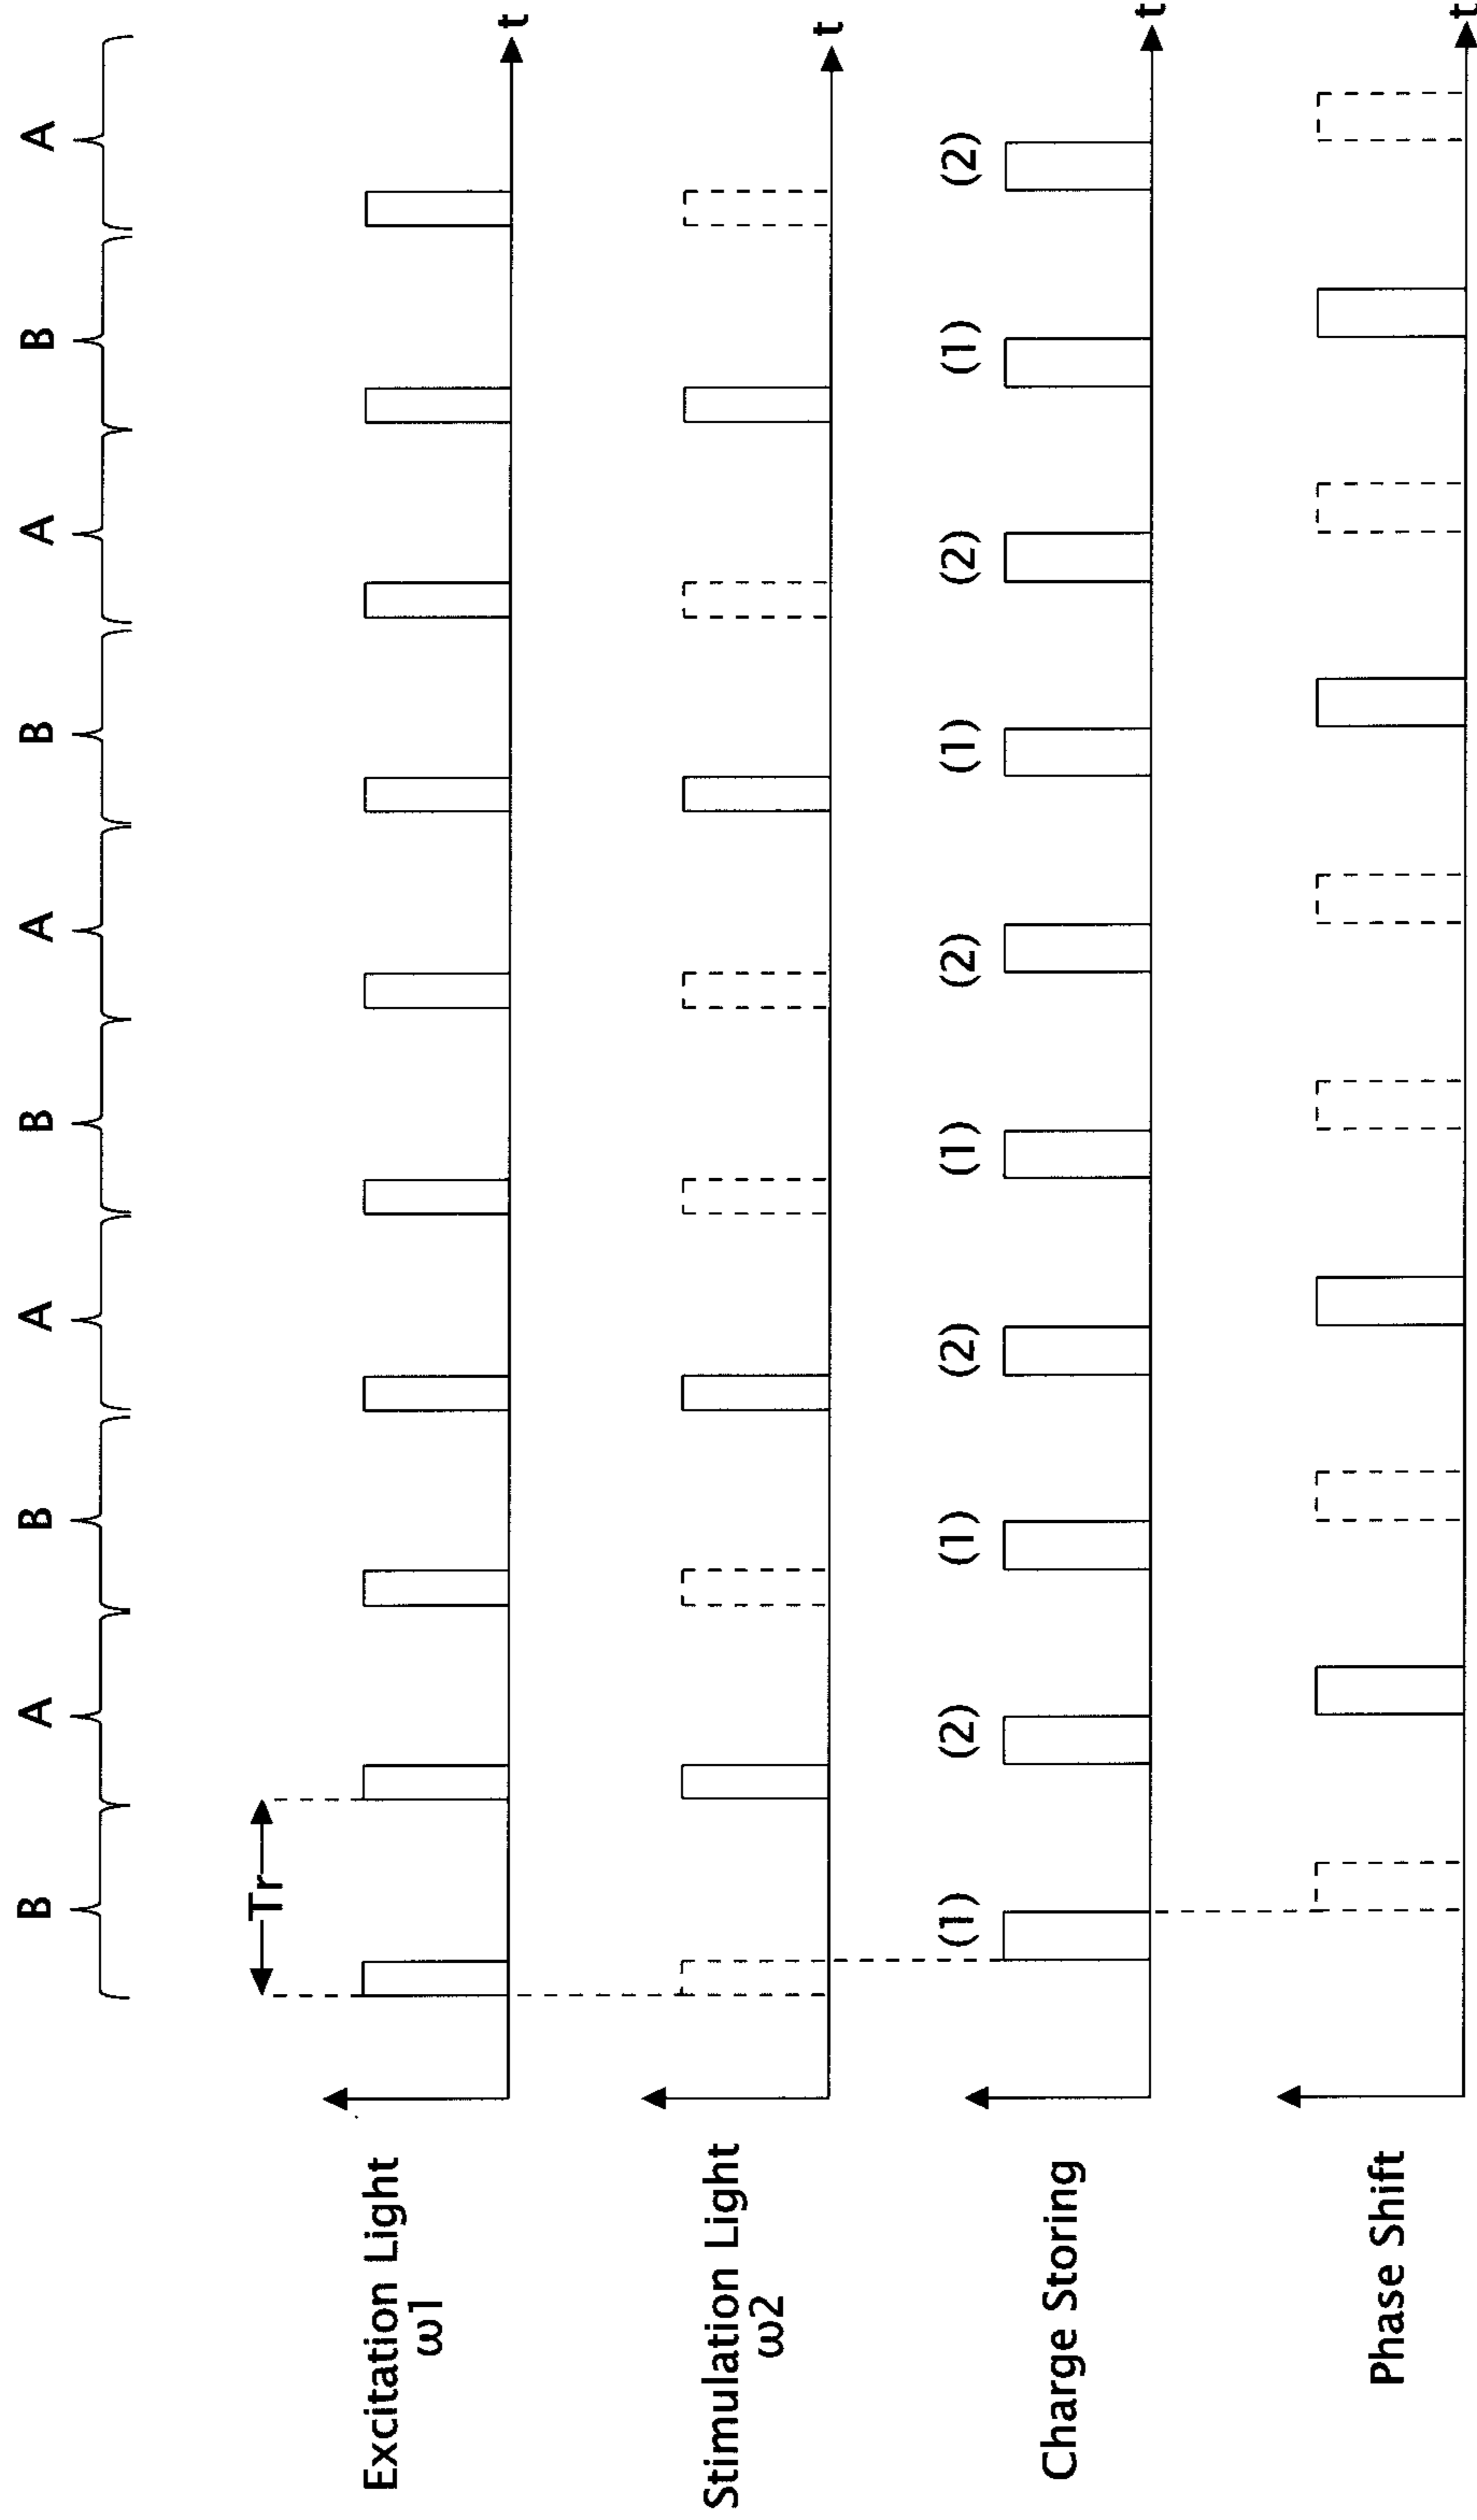 B A B A B A B A B A
Tr
Excitation Light
ω1
t
Stimulation Light
ω2
t
(1) (2) (1) (2) (1) (2) (1) (2) (1) (2)
Charge Storing
t
Phase Shift
t